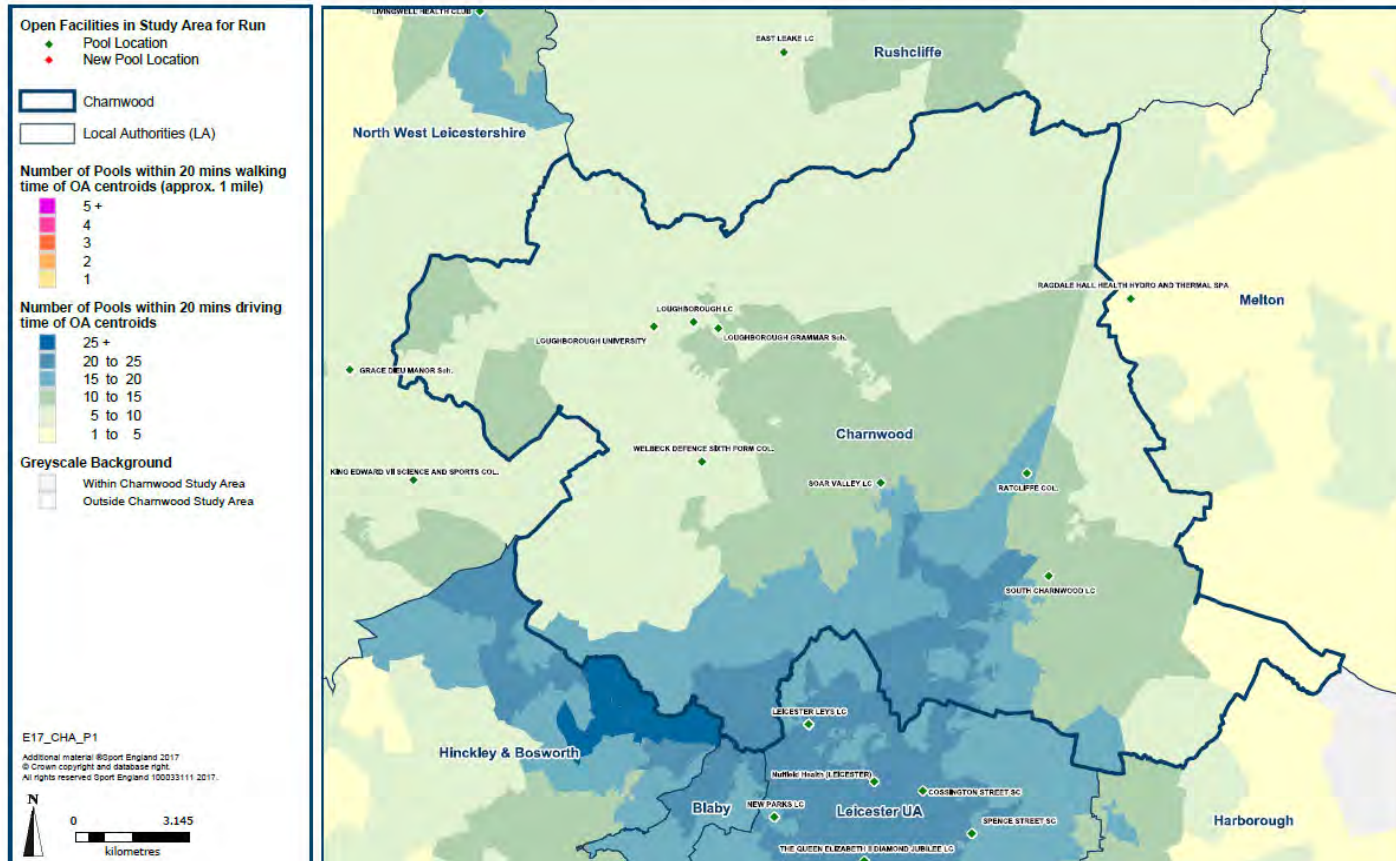 Open Facilities in Study Area for Run
Pool Location
New Pool Location
Charnwood
Local Authorities (LA)
Number of Pools within 20 mins walking
time of OA centroids (approx. 1 mile)
5 +
4
3
2
1
Number of Pools within 20 mins driving
time of OA centroids
25 +
20 to 25
15 to 20
10 to 15
5 to 10
1 to 5
Greyscale Background
Within Charnwood Study Area
Outside Charnwood Study Area
E17_CHA_P1
Additional material ©Sport England 2017
© Crown copyright and database right.
All rights reserved Sport England 100033111 2017.
N
0 3.145
kilometres
LIVINGWELL HEALTH CLUB
EAST LEAKE LC
Rushcliffe
North West Leicestershire
RAGDALE HALL HEALTH HYDRO AND THERMAL SPA
Melton
LOUGHBOROUGH LC
LOUGHBOROUGH UNIVERSITY
LOUGHBOROUGH GRAMMAR Sch.
GRACE DIEU MANOR Sch.
Charnwood
WELBECK DEFENCE SIXTH FORM COL.
KING EDWARD VII SCIENCE AND SPORTS COL.
SOAR VALLEY LC
RATCLIFFE COL.
SOUTH CHARNWOOD LC
LEICESTER LEYS LC
Hinckley & Bosworth
Nuffield Health (LEICESTER)
COSSINGTON STREET SC
Blaby
NEW PARKS LC
Leicester UA
SPENCE STREET SC
Harborough
THE QUEEN ELIZABETH II DIAMOND JUBILEE LC